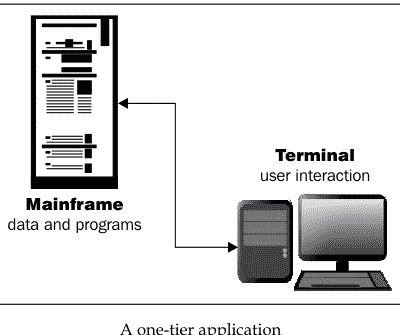 Mainframe
data and programs
Terminal
user interaction
A one-tier application